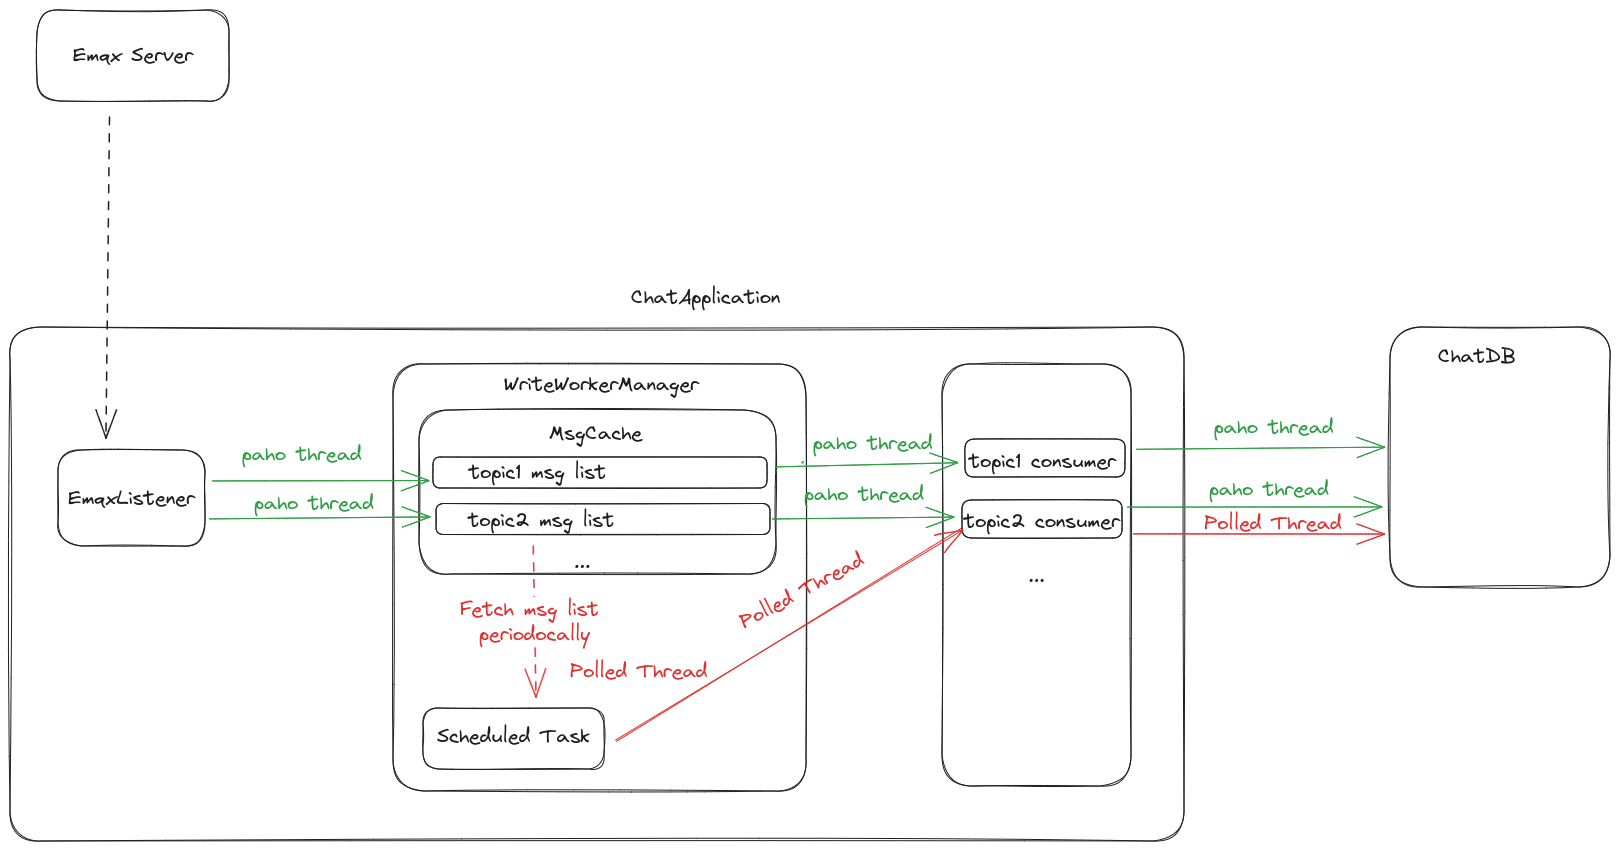 Emqx Server
ChatApplication
ChatDB
WriteWorkerManager
MsgCache
paho thread
paho thread
paho thread
topic1 msg list
topic1 consumer
EmqxListener
paho thread
paho thread
paho thread
topic2 msg list
topic2 consumer
Polled Thread
...
...
Fetch msg list
periodocally
Polled Thread
Polled Thread
Scheduled Task